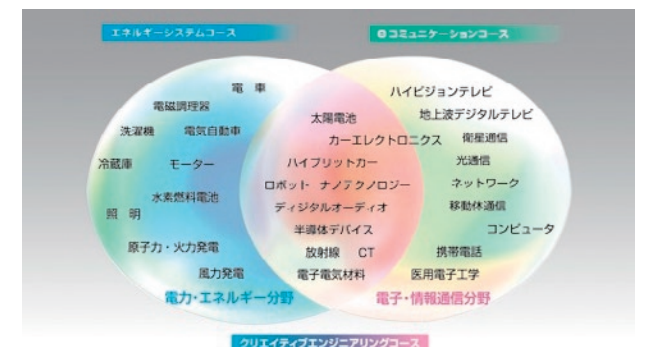 エネルギーシステムコース
eコミュニケーションコース
電　車
電磁調理器
洗濯機　電気自動車
冷蔵庫　モーター
水素燃料電池
照　明
原子力・火力発電
風力発電
電力・エネルギー分野
太陽電池
カーエレクトロニクス
ハイブリットカー
ロボット ナノテクノロジー
ディジタルオーディオ
半導体デバイス
放射線　CT
電子電気材料
ハイビジョンテレビ
地上波デジタルテレビ
衛星通信
光通信
ネットワーク
移動体通信
コンピュータ
携帯電話
医用電子工学
電子・情報通信分野
クリエイティブエンジニアリングコース